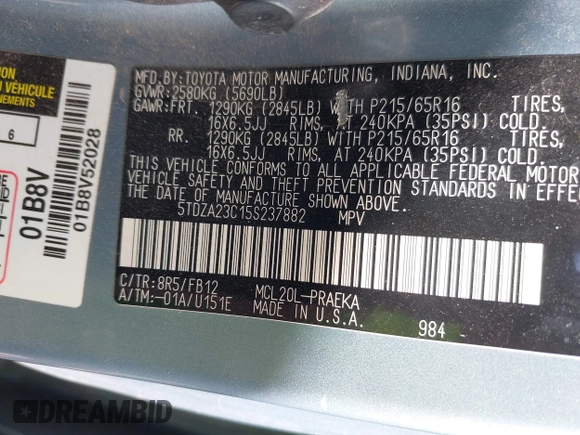 MFD.BY:TOYOTA MOTOR MANUFACTURING, INDIANA, INC.
GVWR:2580KG (5690LB)
GAWR:FRT. 1290KG (2845LB) WITH P215/65R16 TIRES,
16X6.5JJ RIMS, AT 240KPA (35PSI) COLD.
RR. 1290KG (2845LB) WITH P215/65R16 TIRES,
16X6.5JJ RIMS, AT 240KPA (35PSI) COLD.
THIS VEHICLE CONFORMS TO ALL APPLICABLE FEDERAL MOTOR
VEHICLE SAFETY AND THEFT PREVENTION STANDARDS IN EFFE
THE DATE OF MANUFACTURE SHOWN ABOVE.
5TDZA23C15S237882 MPV
C/TR:8R5/FB12 MCL20L-PRAEKA
A/TM:-01A/U151E MADE IN U.S.A. 984
DU VÉHICULE
6
01B8V
01B8V52028
DREAMBID